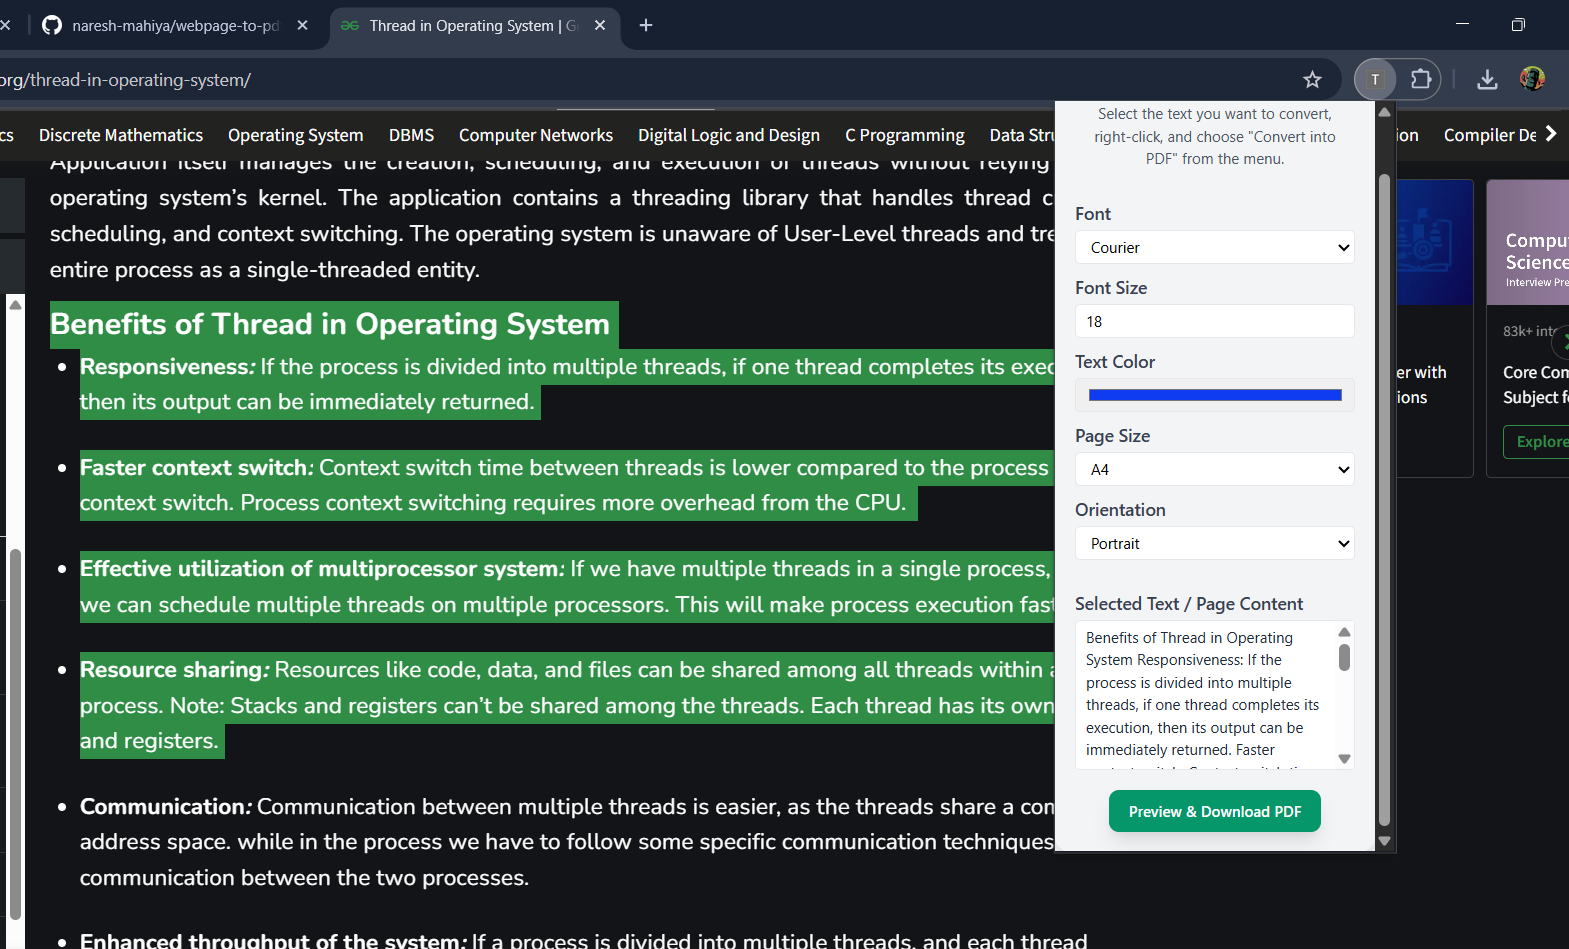 naresh-mahiya/webpage-to-pd
Thread in Operating System | G
org/thread-in-operating-system/
T
cs Discrete Mathematics Operating System DBMS Computer Networks Digital Logic and Design C Programming Data Stru ion Compiler De
Application itself manages the creation, scheduling, and execution of threads without relying
operating system’s kernel. The application contains a threading library that handles thread c
scheduling, and context switching. The operating system is unaware of User-Level threads and tre
entire process as a single-threaded entity.
Benefits of Thread in Operating System
Responsiveness: If the process is divided into multiple threads, if one thread completes its exec
then its output can be immediately returned.
Faster context switch: Context switch time between threads is lower compared to the process
context switch. Process context switching requires more overhead from the CPU.
Effective utilization of multiprocessor system: If we have multiple threads in a single process,
we can schedule multiple threads on multiple processors. This will make process execution fast
Resource sharing: Resources like code, data, and files can be shared among all threads within a
process. Note: Stacks and registers can’t be shared among the threads. Each thread has its own
and registers.
Communication: Communication between multiple threads is easier, as the threads share a com
address space. while in the process we have to follow some specific communication techniques
communication between the two processes.
Enhanced throughput of the system: If a process is divided into multiple threads, and each thread
Select the text you want to convert,
right-click, and choose "Convert into
PDF" from the menu.
Font
Courier
Font Size
18
Text Color
Page Size
A4
Orientation
Portrait
Selected Text / Page Content
Benefits of Thread in Operating
System Responsiveness: If the
process is divided into multiple
threads, if one thread completes its
execution, then its output can be
immediately returned. Faster
Preview & Download PDF
er with
ions
Compu
Science
Interview Pre
83k+ inte
Core Com
Subject f
Explore